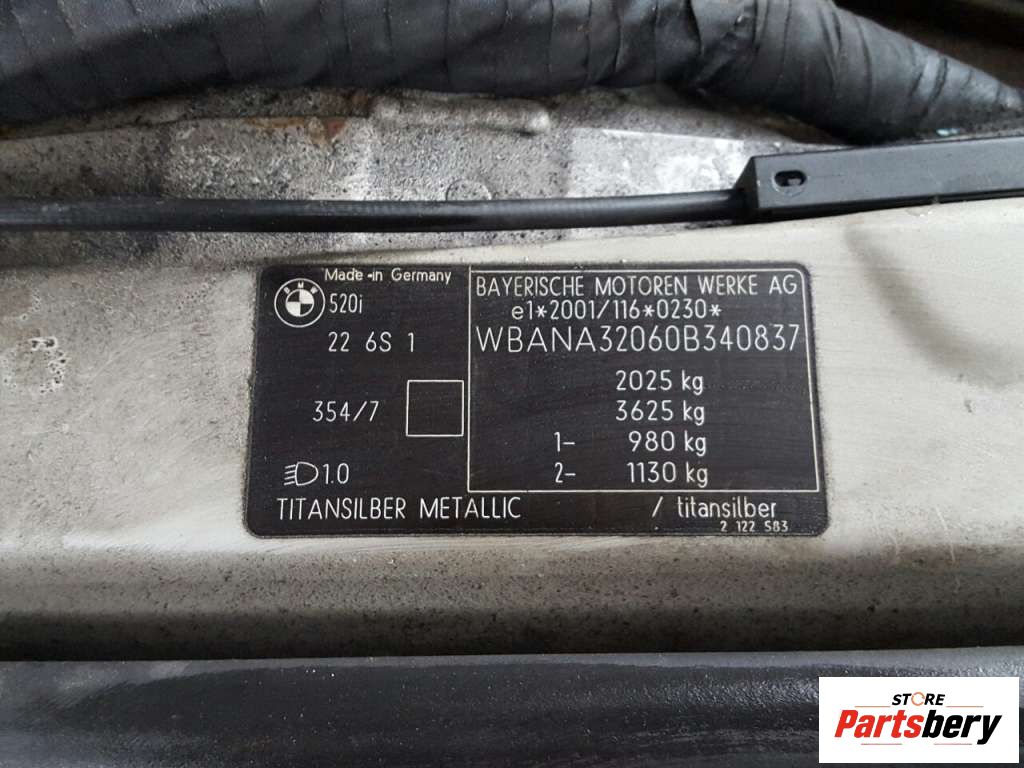 Made in Germany
BMW
520i
22 6S 1
354/7
1.0
BAYERISCHE MOTOREN WERKE AG
e1*2001/116*0230*
WBANA32060B340837
2025 kg
3625 kg
1- 980 kg
2- 1130 kg
TITANSILBER METALLIC / titansilber
2 122 583
STORE
Partsbery